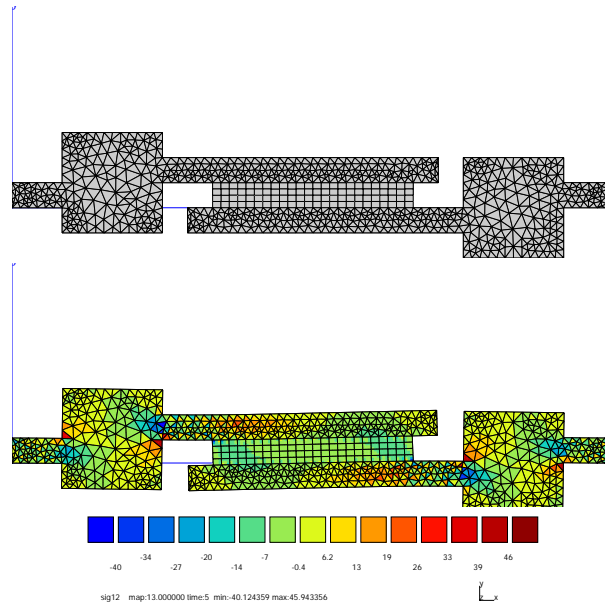 -34 -20 -7 6.2 19 33 46
-40 -27 -14 -0.4 13 26 39
sig12 map:13.000000 time:5 min:-40.124359 max:45.943356
y
z x